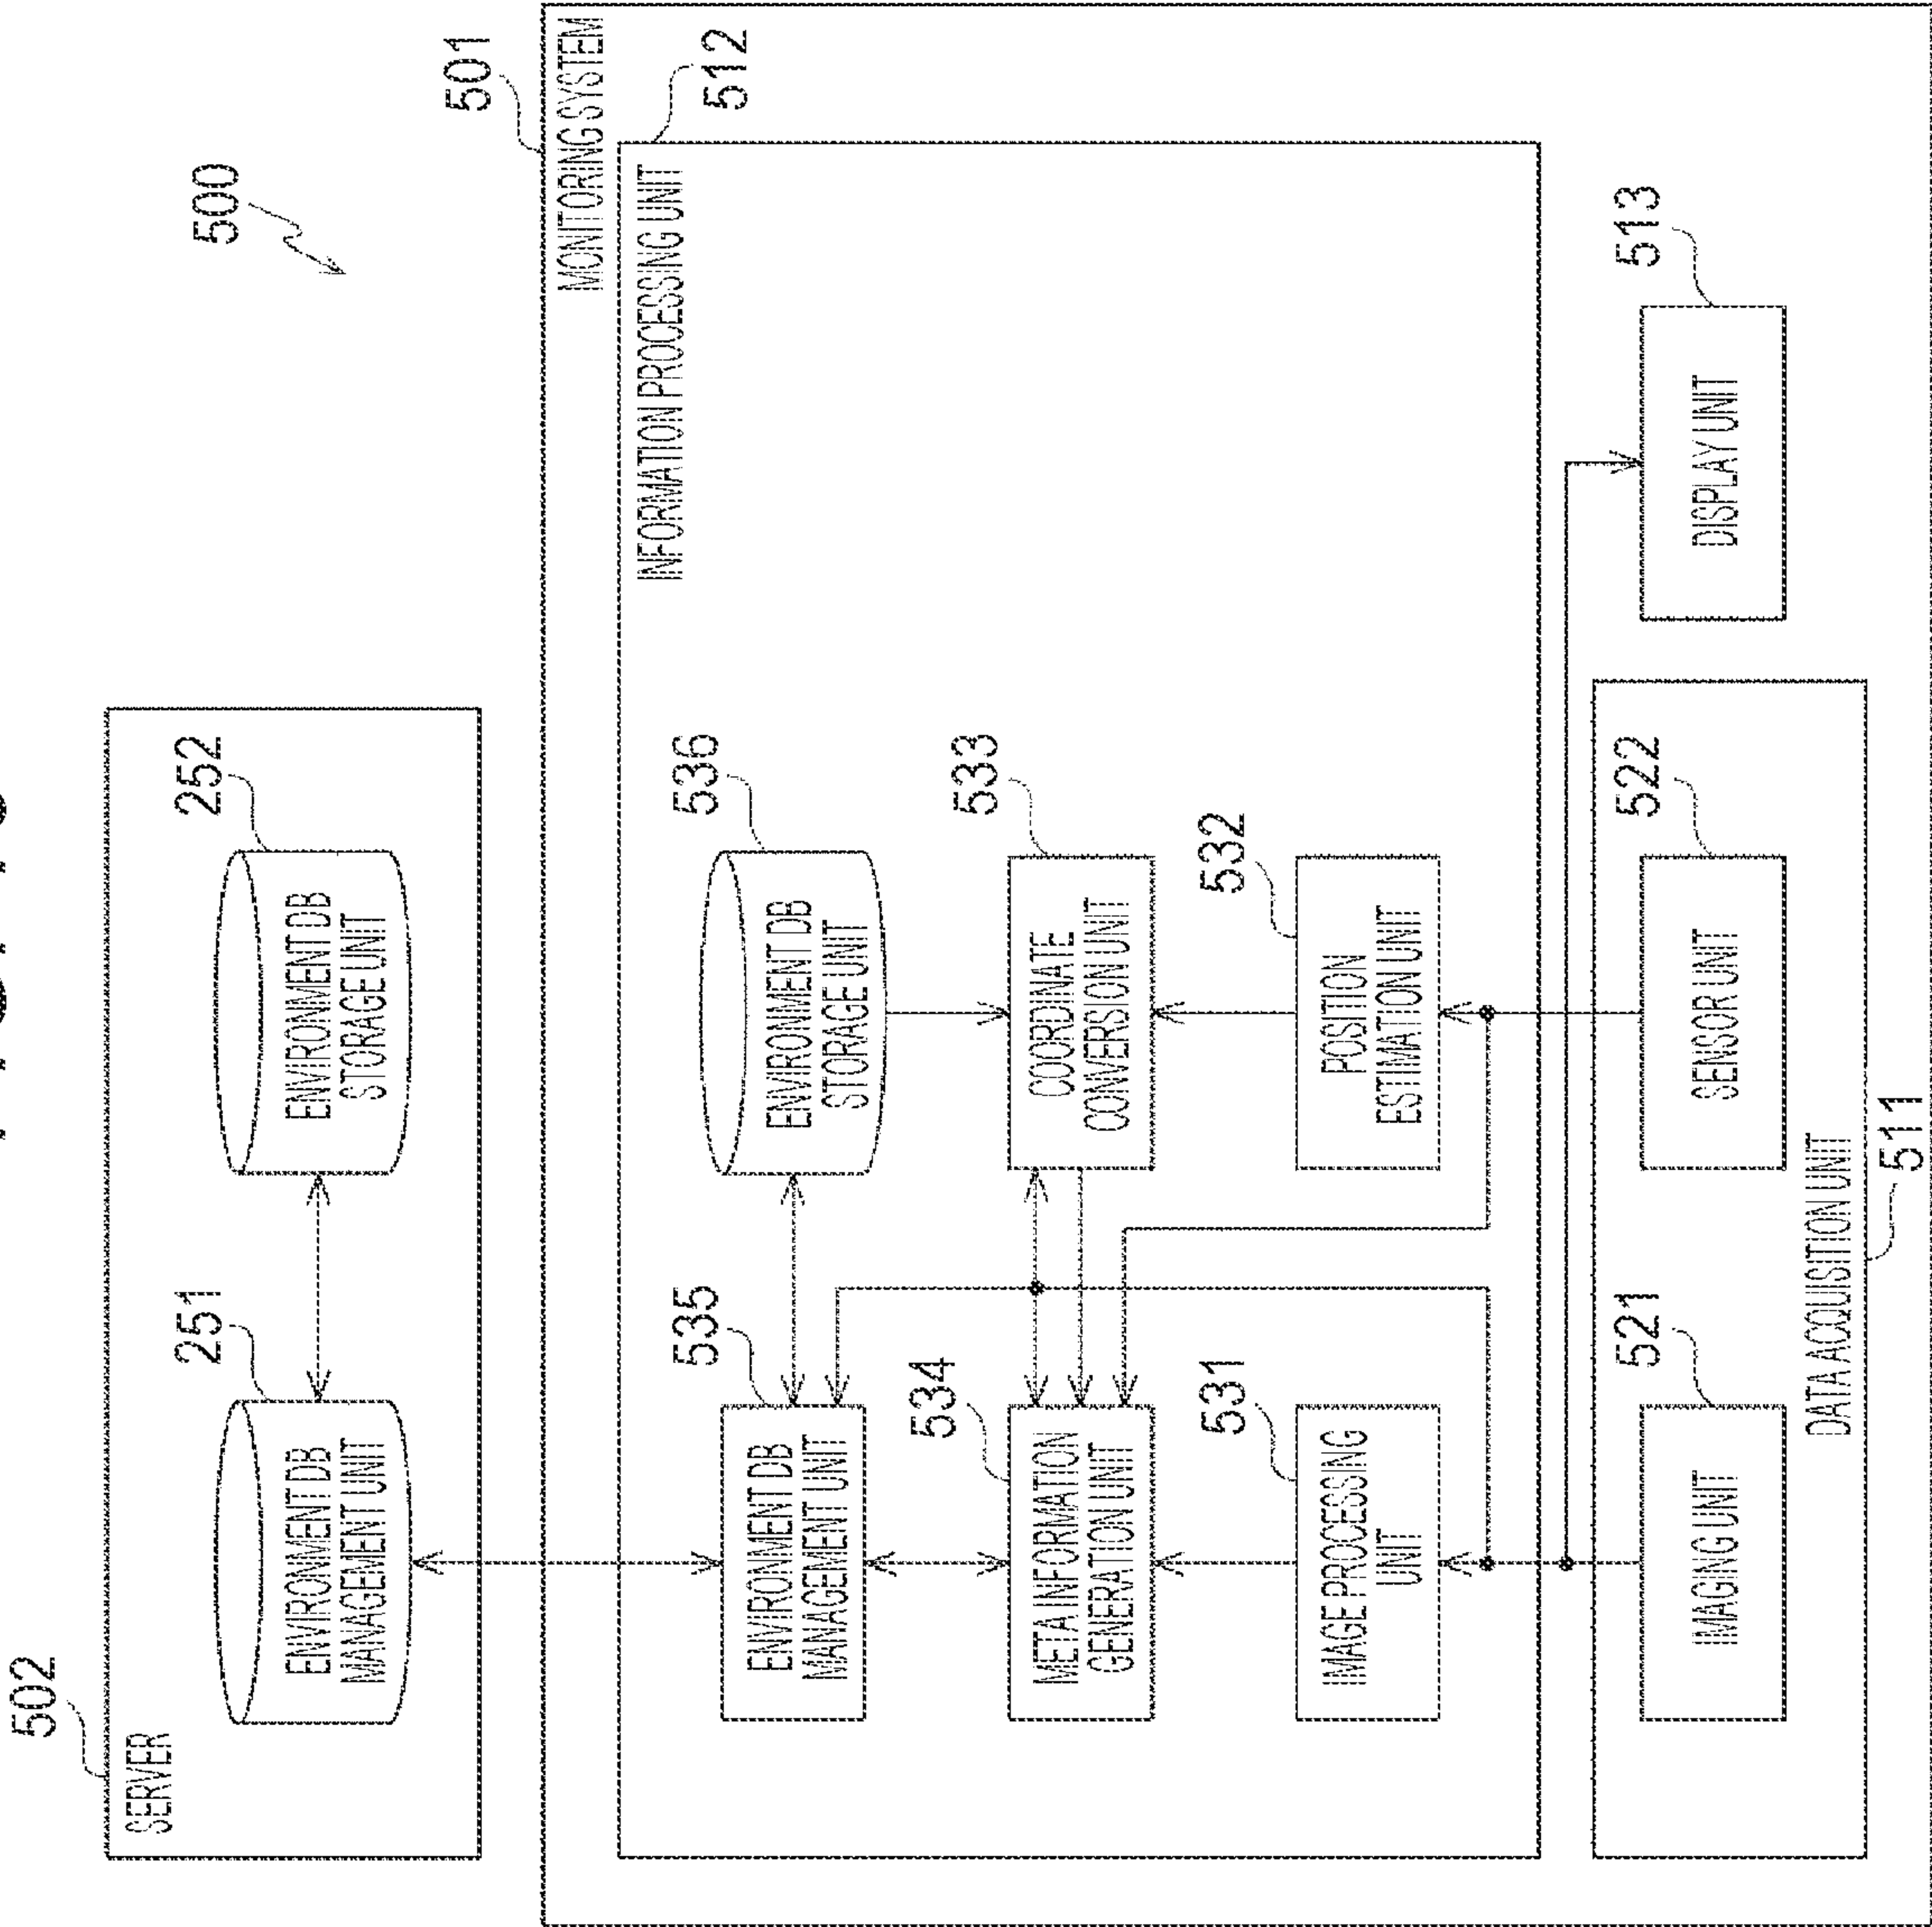 500
502
SERVER
251
ENVIRONMENT DB
MANAGEMENT UNIT
252
ENVIRONMENT DB
STORAGE UNIT
501
MONITORING SYSTEM
512
INFORMATION PROCESSING UNIT
535
ENVIRONMENT DB
MANAGEMENT UNIT
536
ENVIRONMENT DB
STORAGE UNIT
534
META INFORMATION
GENERATION UNIT
533
COORDINATE
CONVERSION UNIT
531
IMAGE PROCESSING
UNIT
532
POSITION
ESTIMATION UNIT
521
IMAGING UNIT
522
SENSOR UNIT
DATA ACQUISITION UNIT
511
513
DISPLAY UNIT